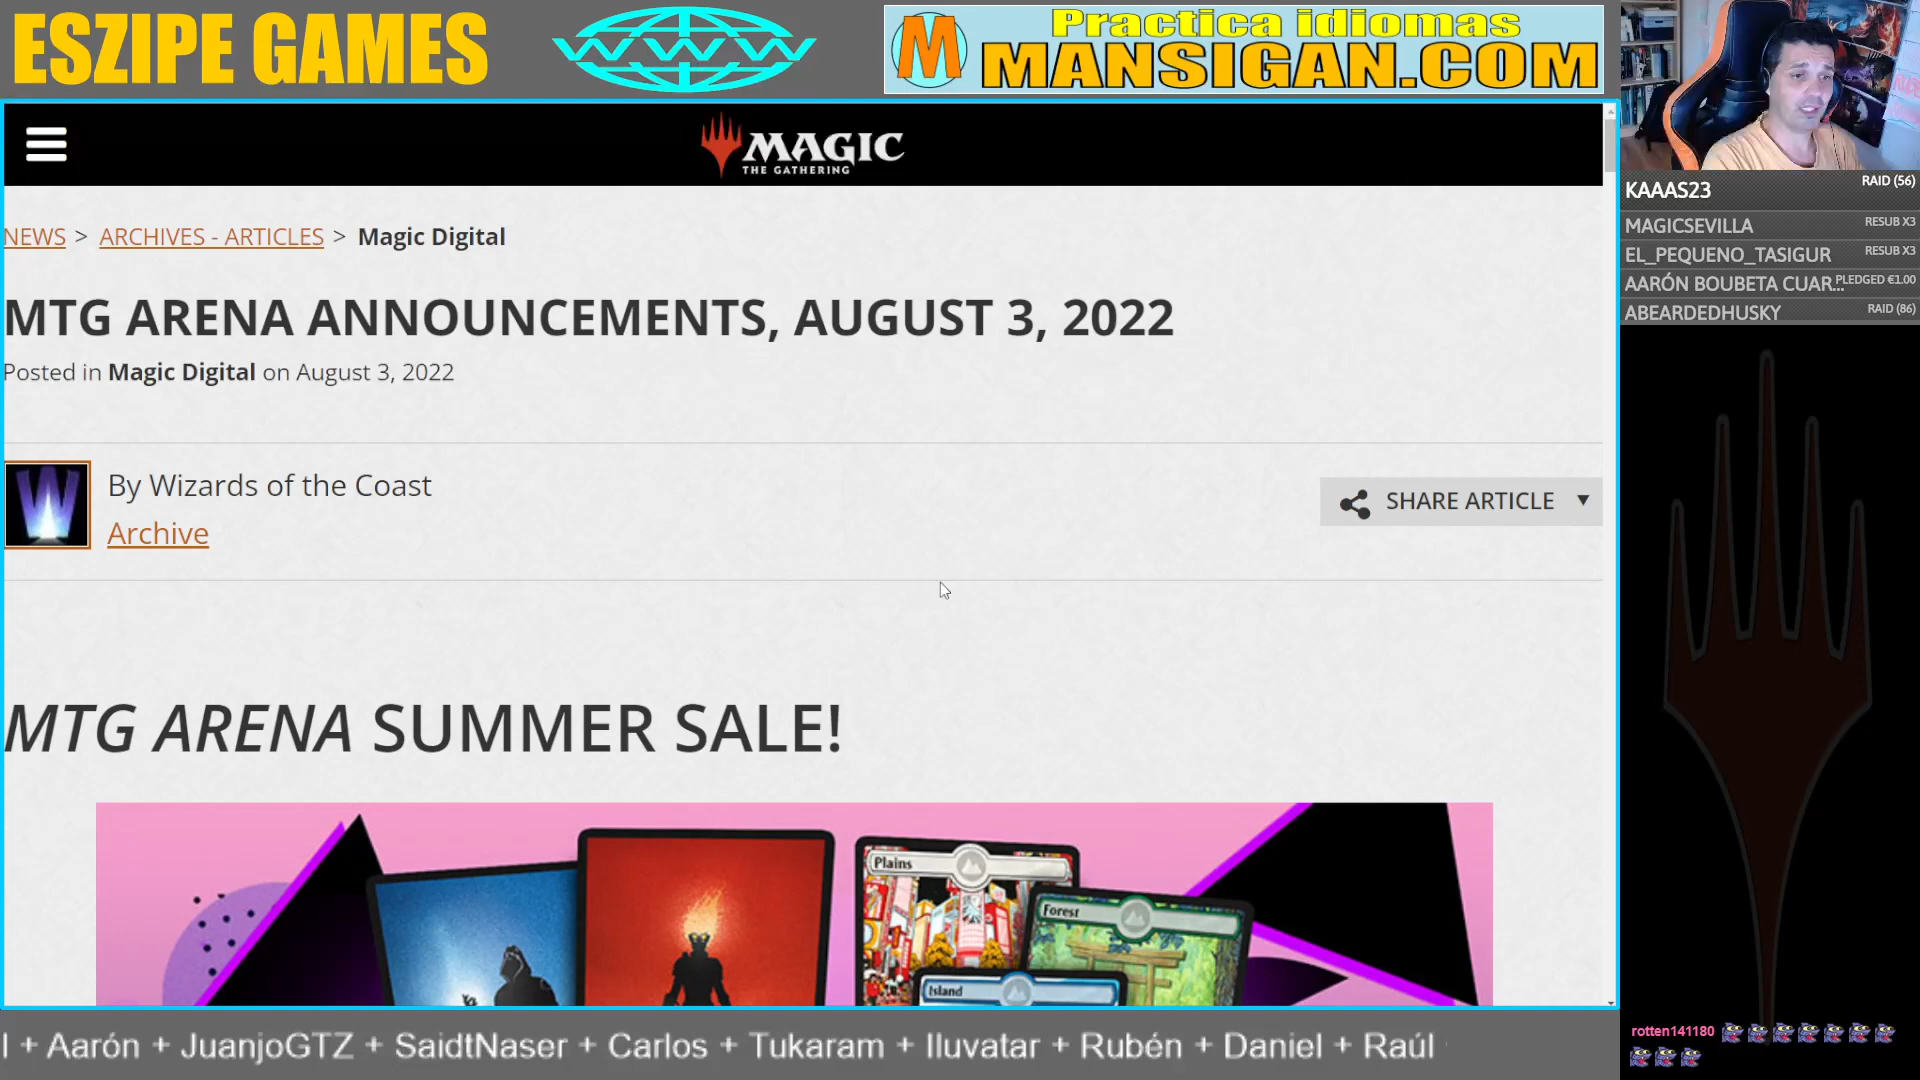 ESZIPE GAMES
WWW
M
Practica idiomas
MANSIGAN.COM
MAGIC
THE GATHERING
NEWS > ARCHIVES - ARTICLES > Magic Digital
MTG ARENA ANNOUNCEMENTS, AUGUST 3, 2022
Posted in Magic Digital on August 3, 2022
W
By Wizards of the Coast
Archive
SHARE ARTICLE
MTG ARENA SUMMER SALE!
Plains
Forest
Island
KAAAS23 RAID (56)
MAGICSEVILLA RESUB X3
EL_PEQUENO_TASIGUR RESUB X3
AARÓN BOUBETA CUAR... PLEDGED €1.00
ABEARDEDHUSKY RAID (86)
rotten141180
l + Aarón + JuanjoGTZ + SaidtNaser + Carlos + Tukaram + Iluvatar + Rubén + Daniel + Raúl